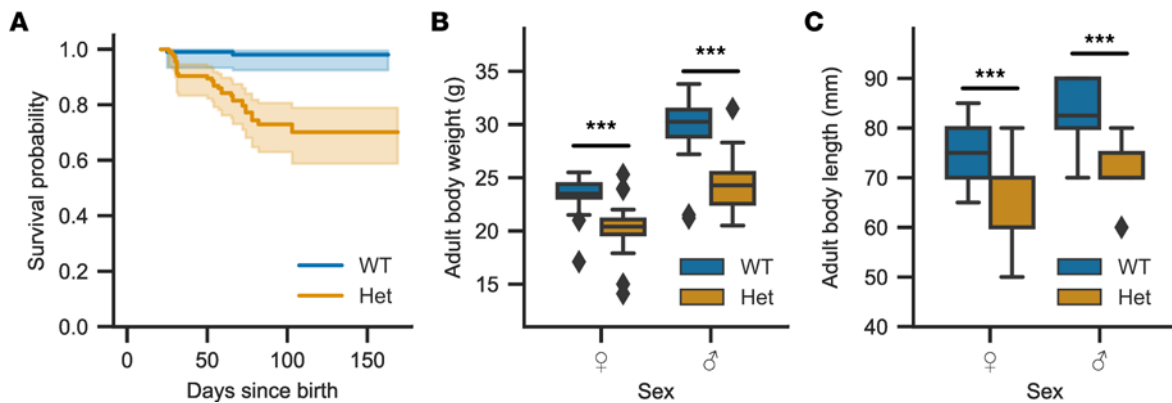 A
Survival probability
1.0
0.8
0.6
0.4
0.2
0.0
WT
Het
0 50 100 150
Days since birth
B
Adult body weight (g)
35
30
25
20
15
***
***
WT
Het
♀ ♂
Sex
C
Adult body length (mm)
90
80
70
60
50
40
***
***
WT
Het
♀ ♂
Sex